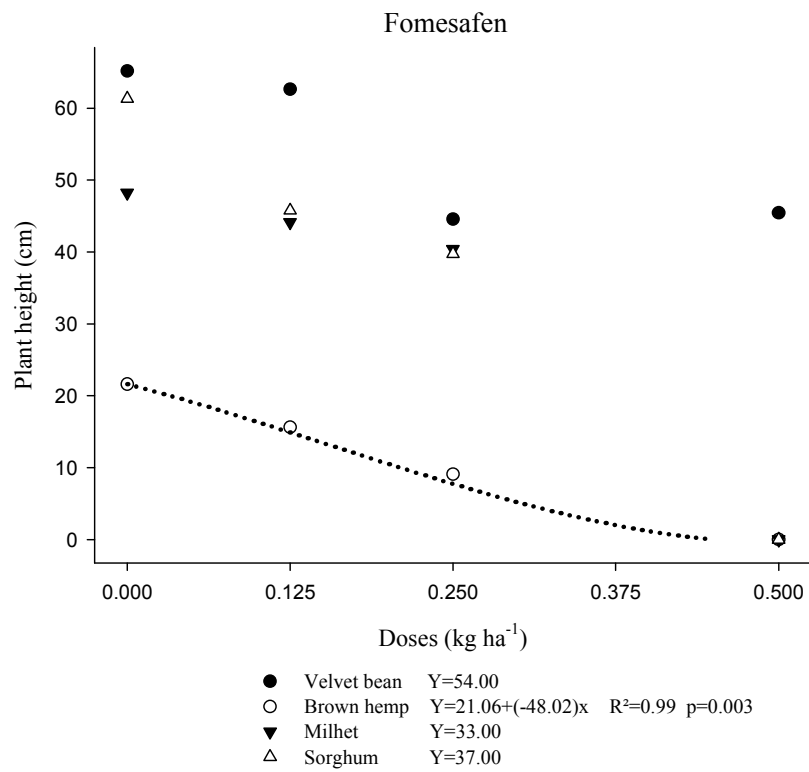 Fomesafen
60
50
40
30
20
10
0
Plant height (cm)
0.000 0.125 0.250 0.375 0.500
Doses (kg ha⁻¹)
Velvet bean Y=54.00
Brown hemp Y=21.06+(-48.02)x R²=0.99 p=0.003
Milhet Y=33.00
Sorghum Y=37.00